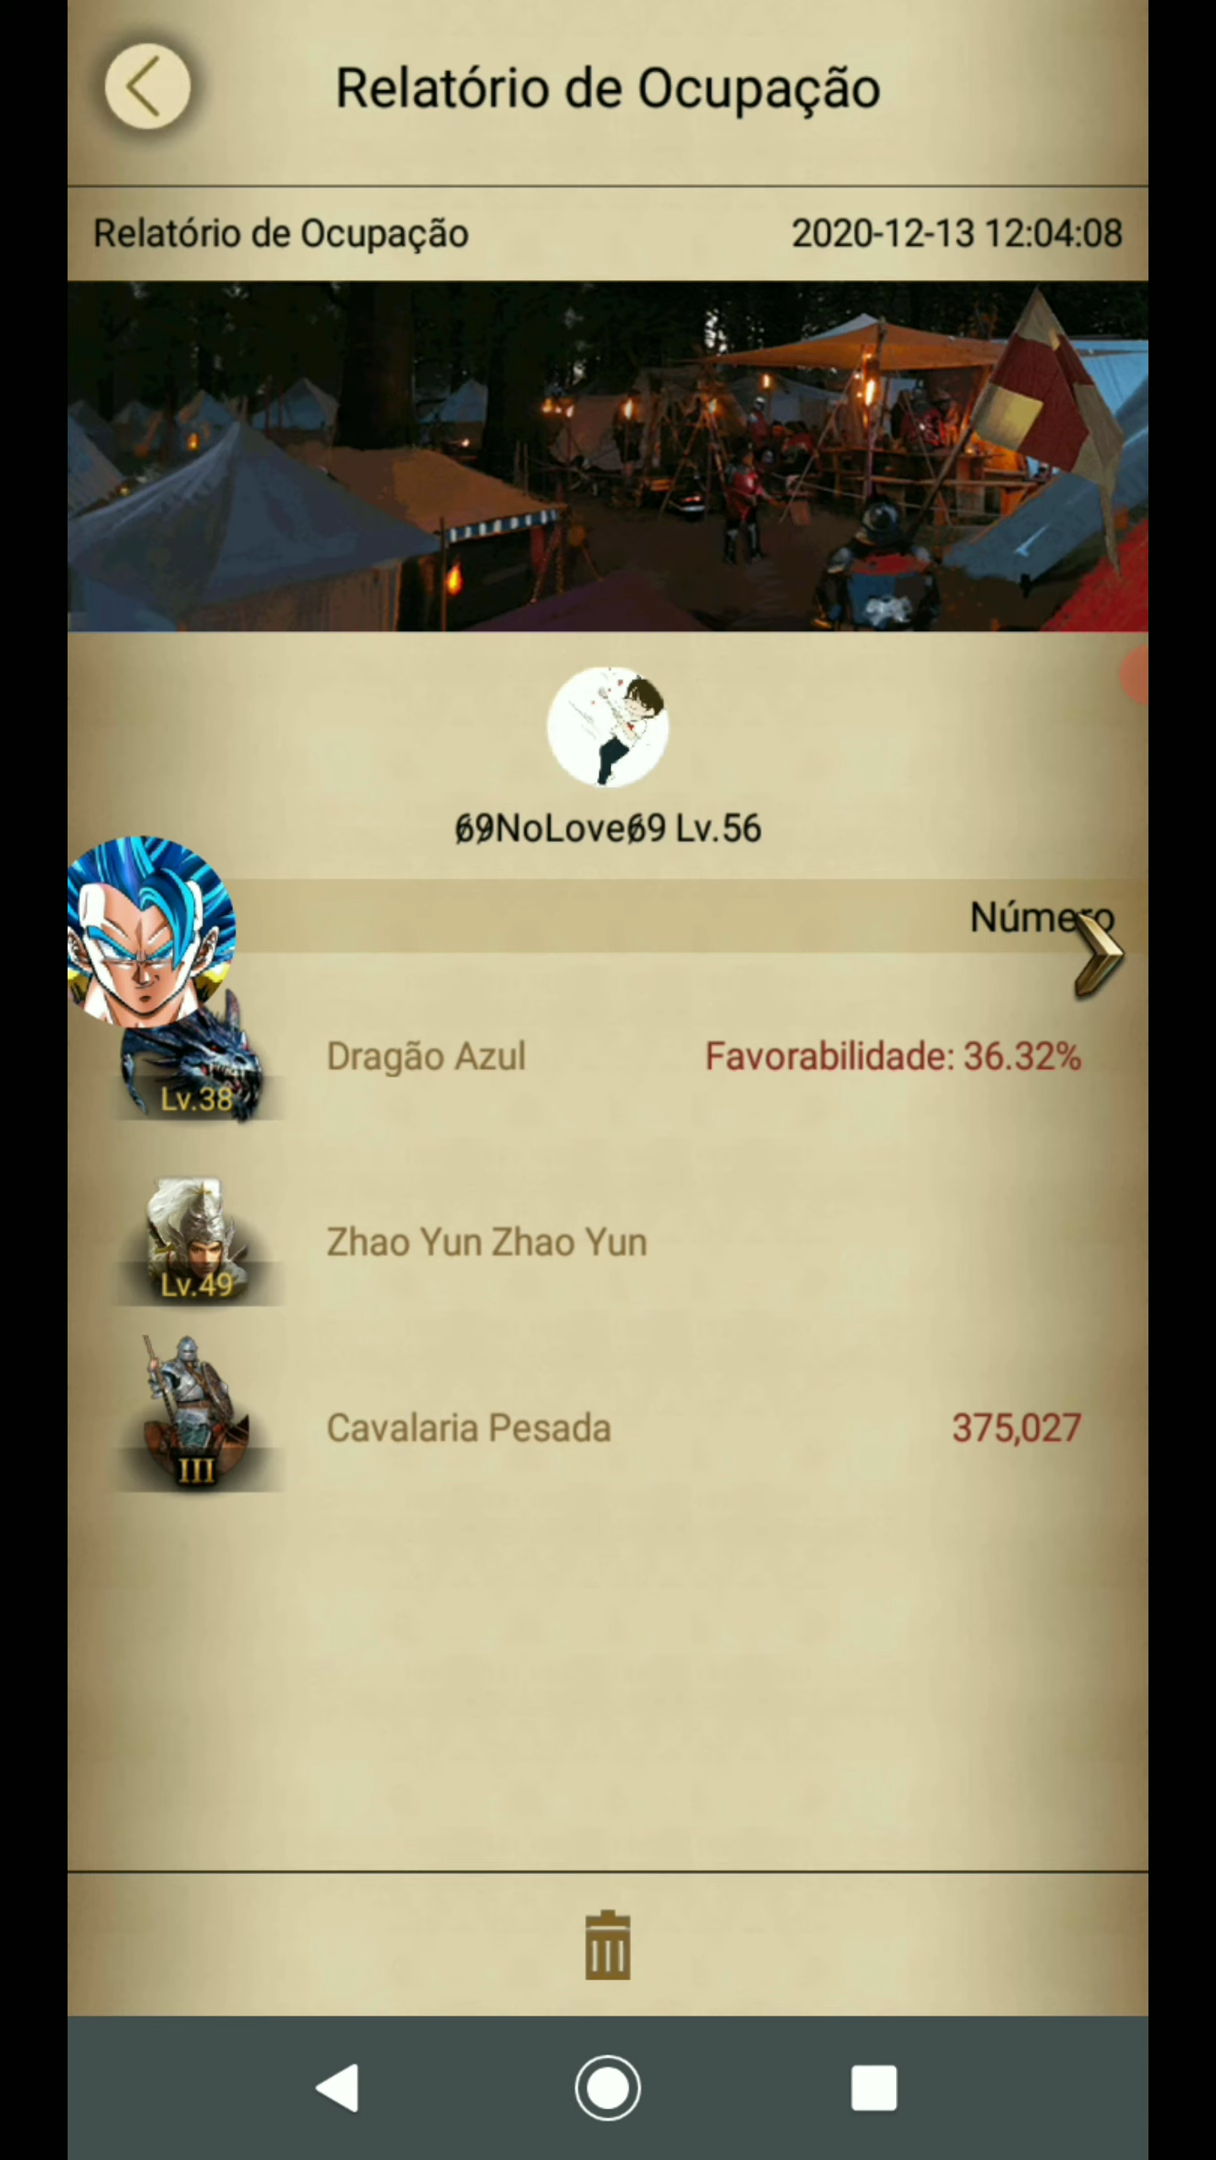 Relatório de Ocupação
Relatório de Ocupação 2020-12-13 12:04:08
69NoLove69 Lv.56
Número
Lv.38 Dragão Azul Favorabilidade: 36.32%
Lv.49 Zhao Yun Zhao Yun
III Cavalaria Pesada 375,027